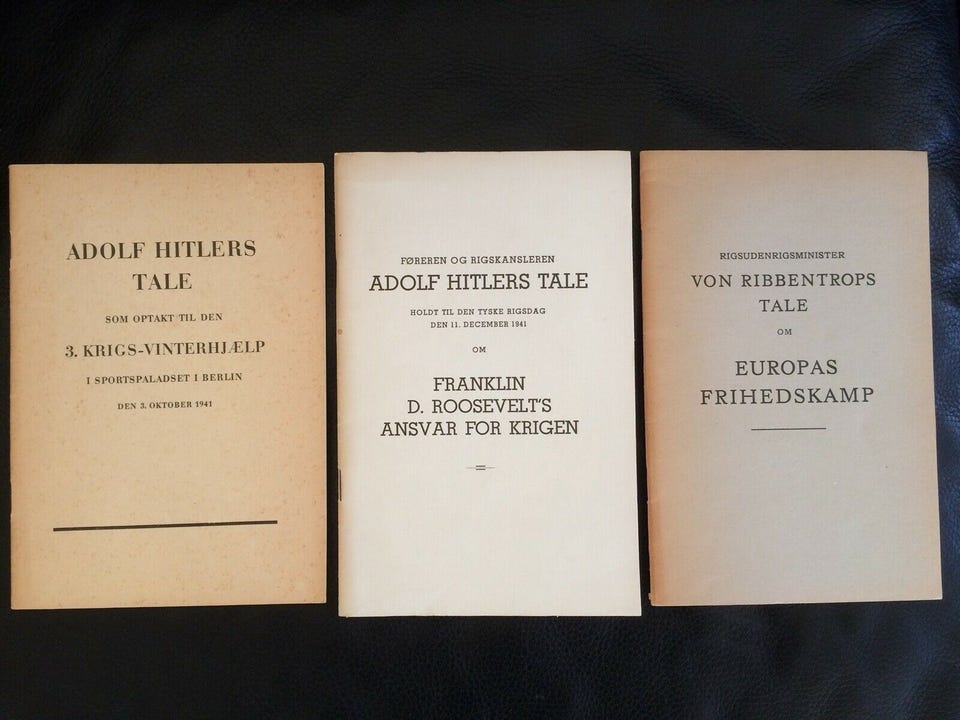 ADOLF HITLERS
TALE
SOM OPTAKT TIL DEN
3. KRIGS-VINTERHJÆLP
I SPORTSPALADSET I BERLIN
DEN 3. OKTOBER 1941
FØREREN OG RIGSKANSLEREN
ADOLF HITLERS TALE
HOLDT TIL DEN TYSKE RIGSDAG
DEN 11. DECEMBER 1941
OM
FRANKLIN
D. ROOSEVELT'S
ANSVAR FOR KRIGEN
RIGSUDENRIGSMINISTER
VON RIBBENTROPS
TALE
OM
EUROPAS
FRIHEDSKAMP